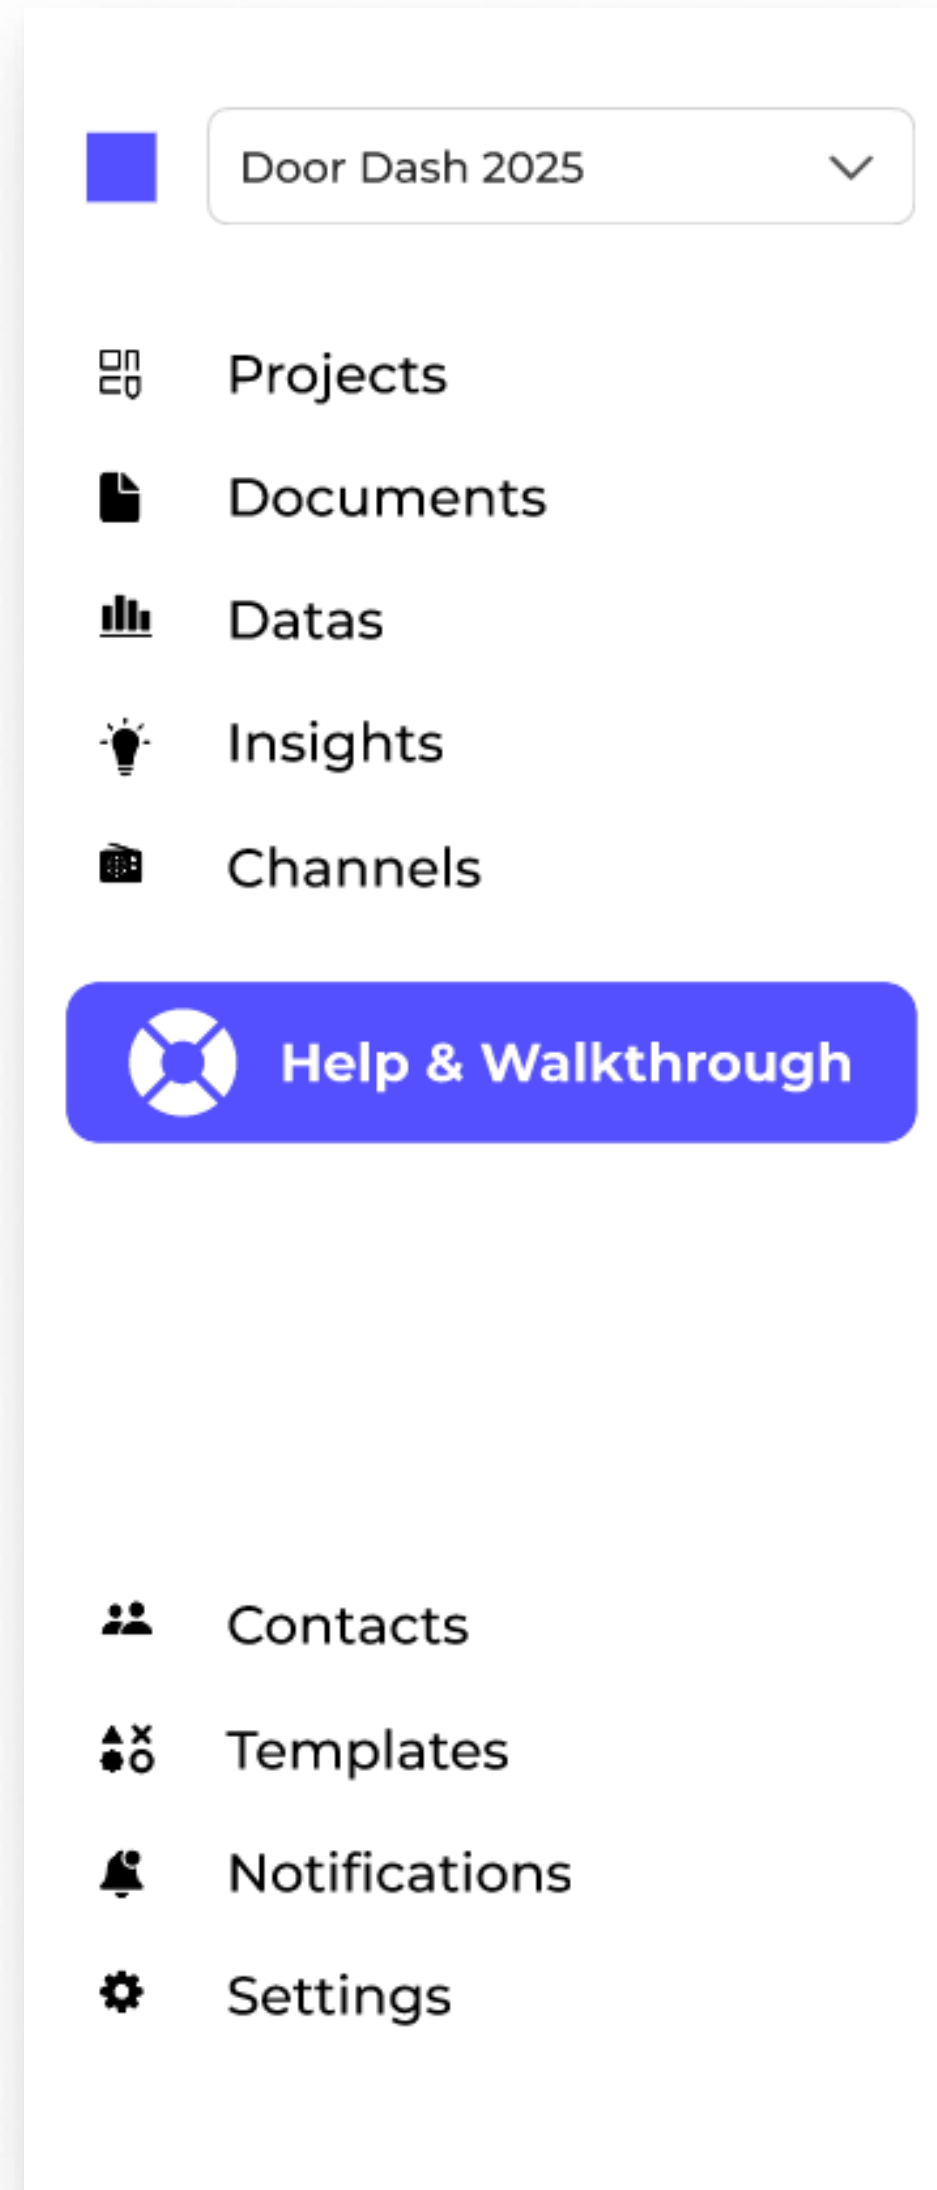 Door Dash 2025
Projects
Documents
Datas
Insights
Channels
Help & Walkthrough
Contacts
Templates
Notifications
Settings